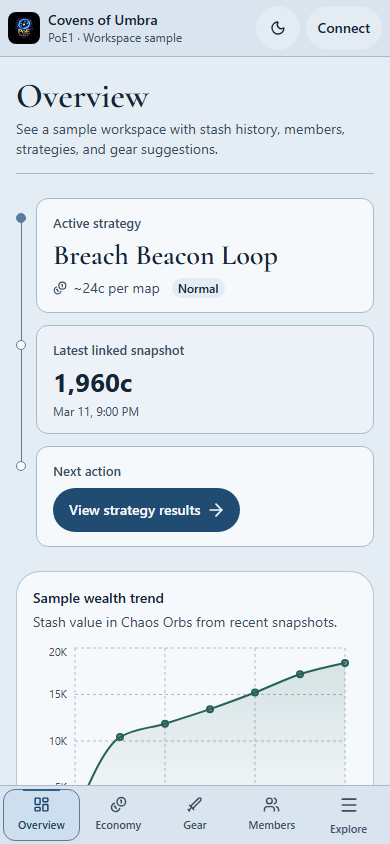 Covens of Umbra
PoE1 · Workspace sample
Connect
Overview
See a sample workspace with stash history, members,
strategies, and gear suggestions.
Active strategy
Breach Beacon Loop
~24c per map
Normal
Latest linked snapshot
1,960c
Mar 11, 9:00 PM
Next action
View strategy results
Sample wealth trend
Stash value in Chaos Orbs from recent snapshots.
20K
15K
10K
Overview
Economy
Gear
Members
Explore